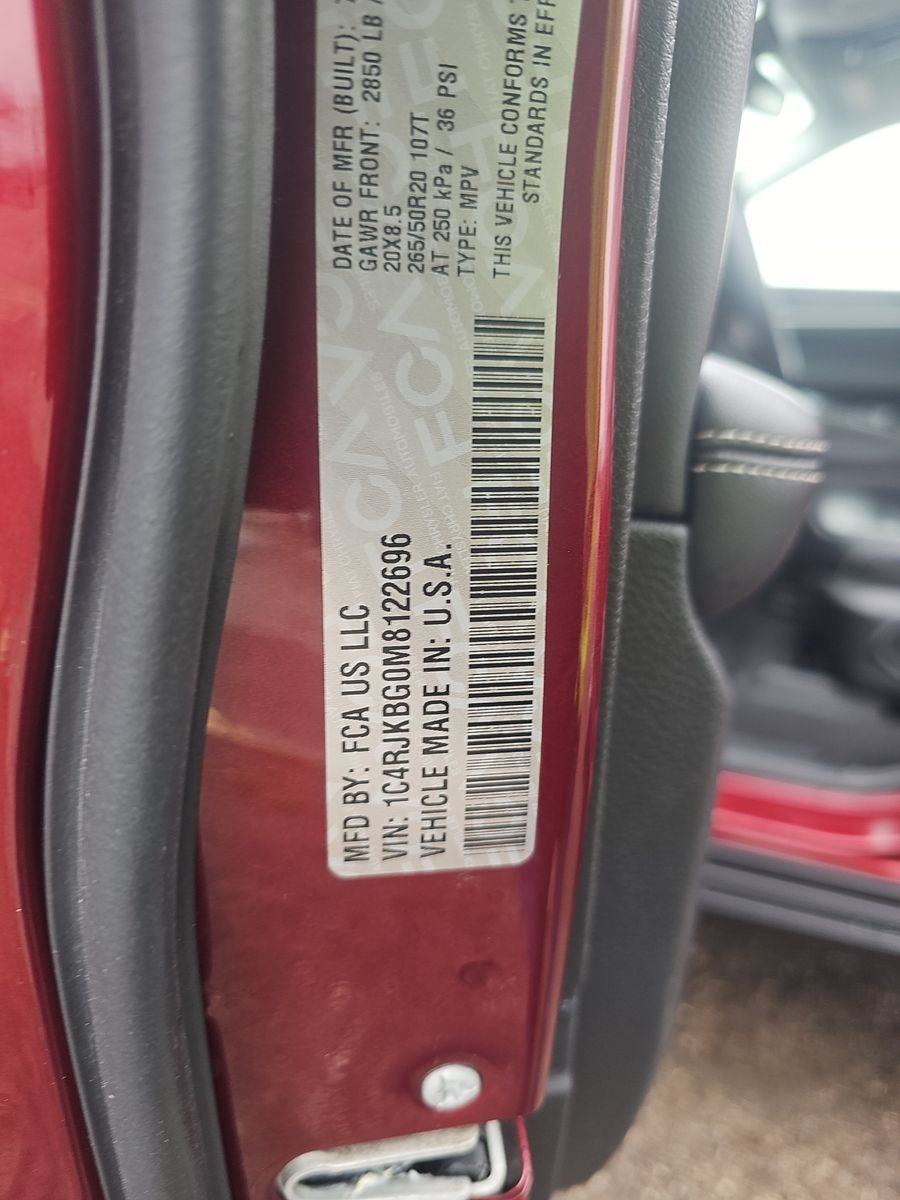 MFD BY: FCA US LLC
VIN: 1C4RJKBG0M8122696
VEHICLE MADE IN: U.S.A.
DATE OF MFR (BUILT):
GAWR FRONT: 2850 LB
20X8.5
265/50R20 107T
AT 250 kPa / 36 PSI
TYPE: MPV
THIS VEHICLE CONFORMS
STANDARDS IN EFF